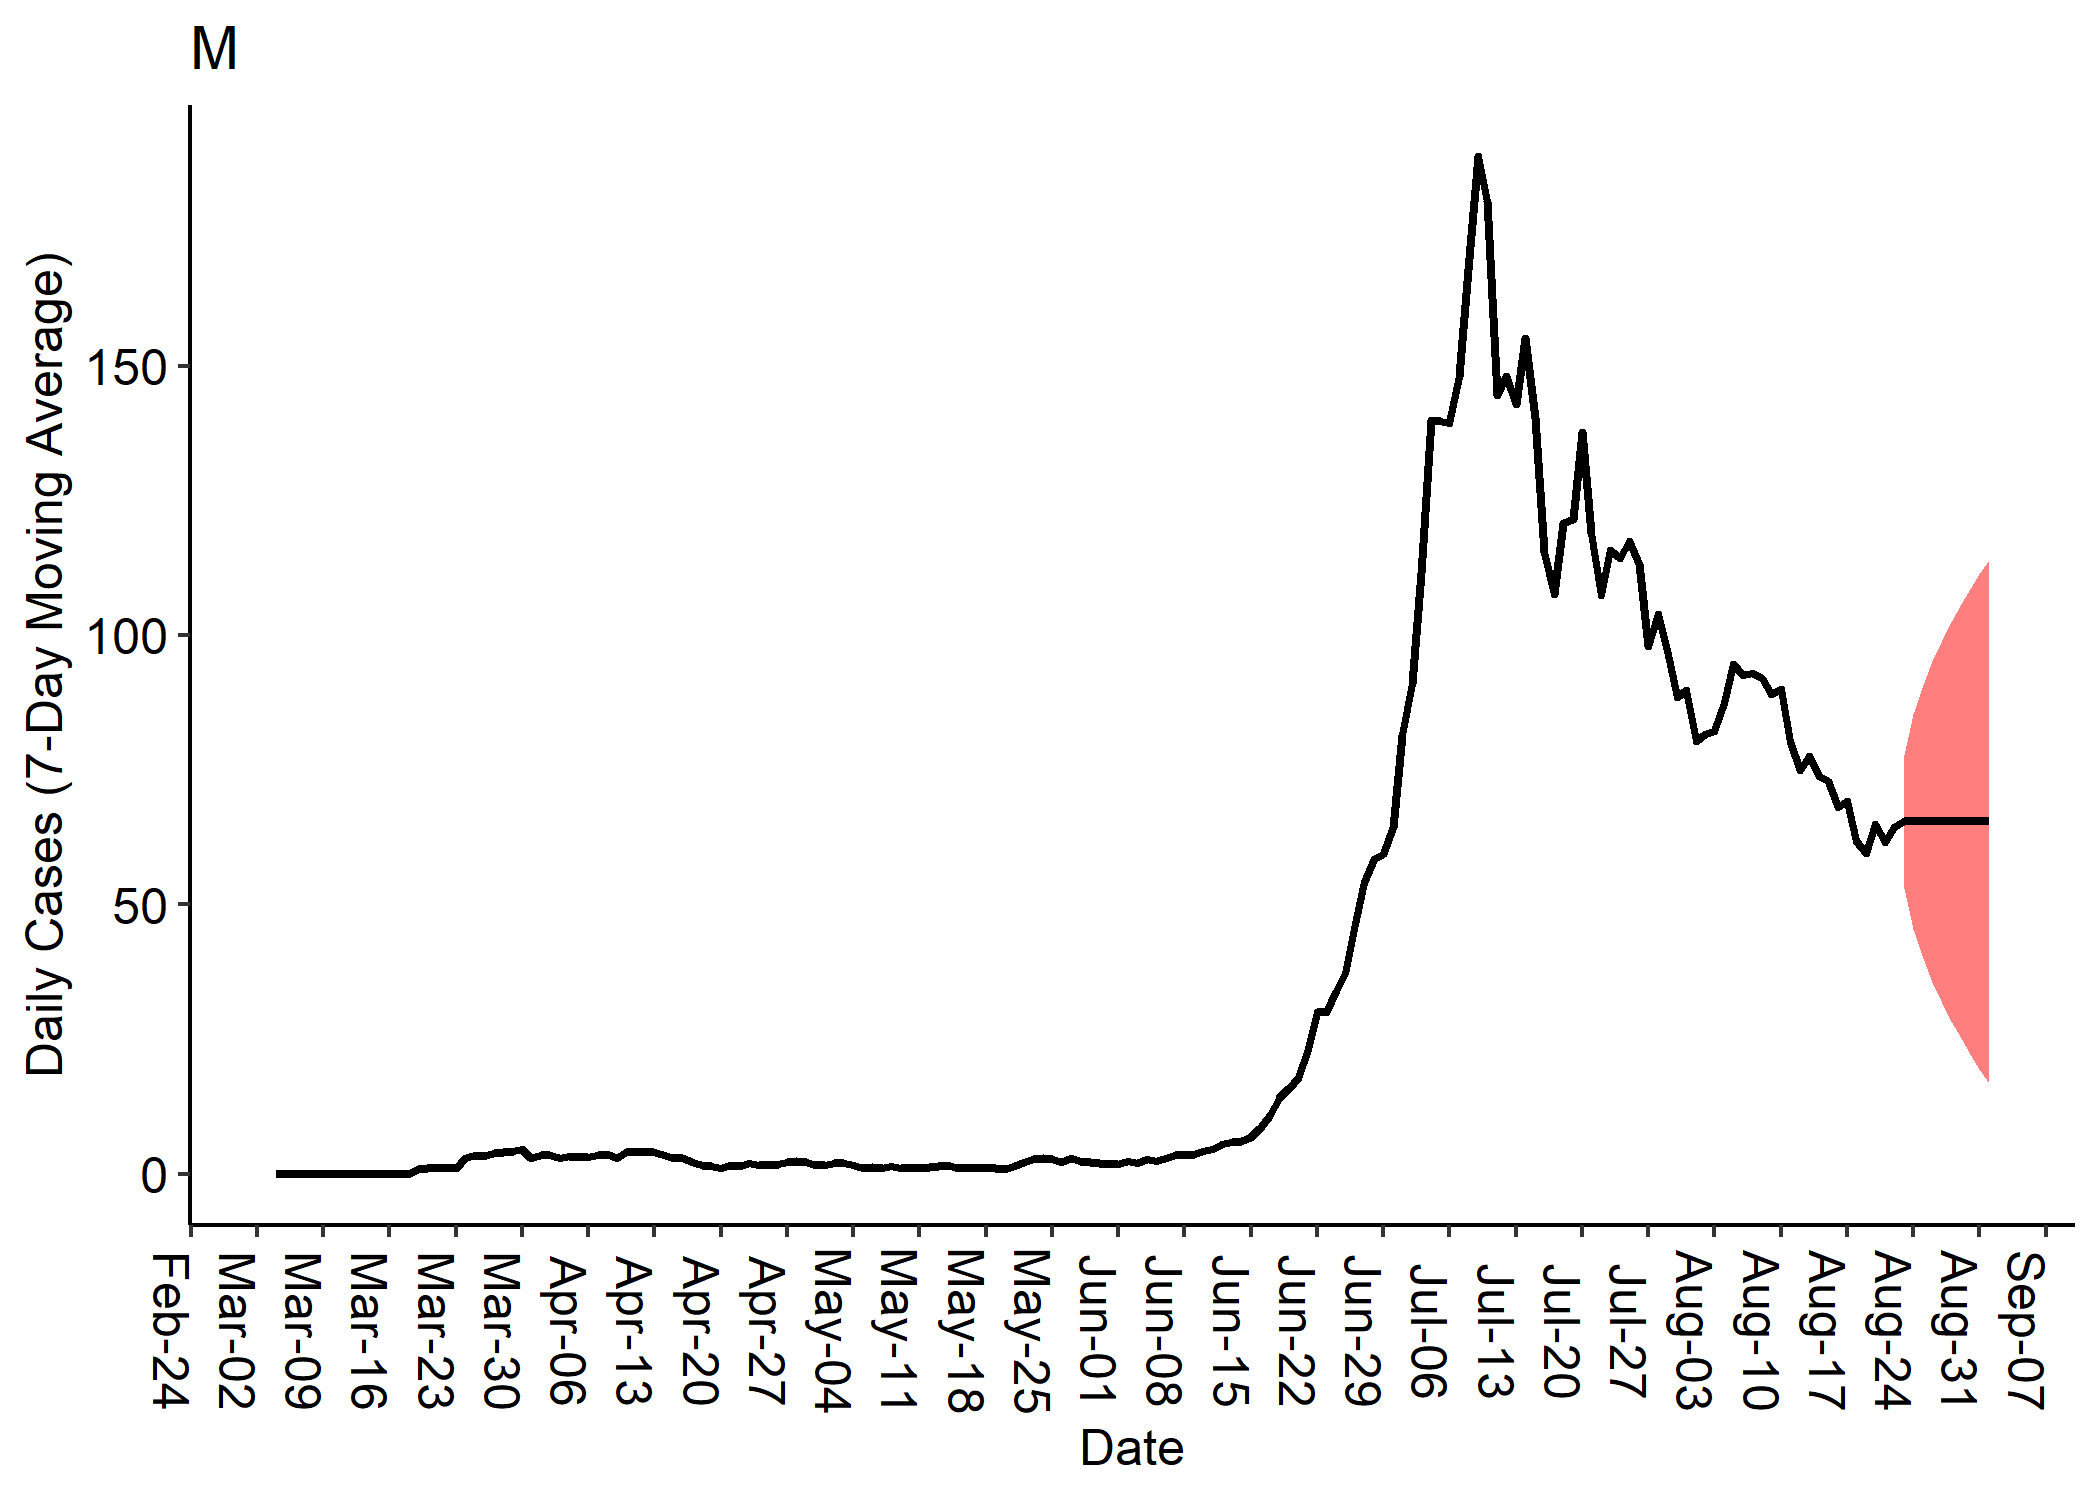 M
Daily Cases (7-Day Moving Average)
150
100
50
0
Feb-24
Mar-02
Mar-09
Mar-16
Mar-23
Mar-30
Apr-06
Apr-13
Apr-20
Apr-27
May-04
May-11
May-18
May-25
Jun-01
Jun-08
Jun-15
Jun-22
Jun-29
Jul-06
Jul-13
Jul-20
Jul-27
Aug-03
Aug-10
Aug-17
Aug-24
Aug-31
Sep-07
Date